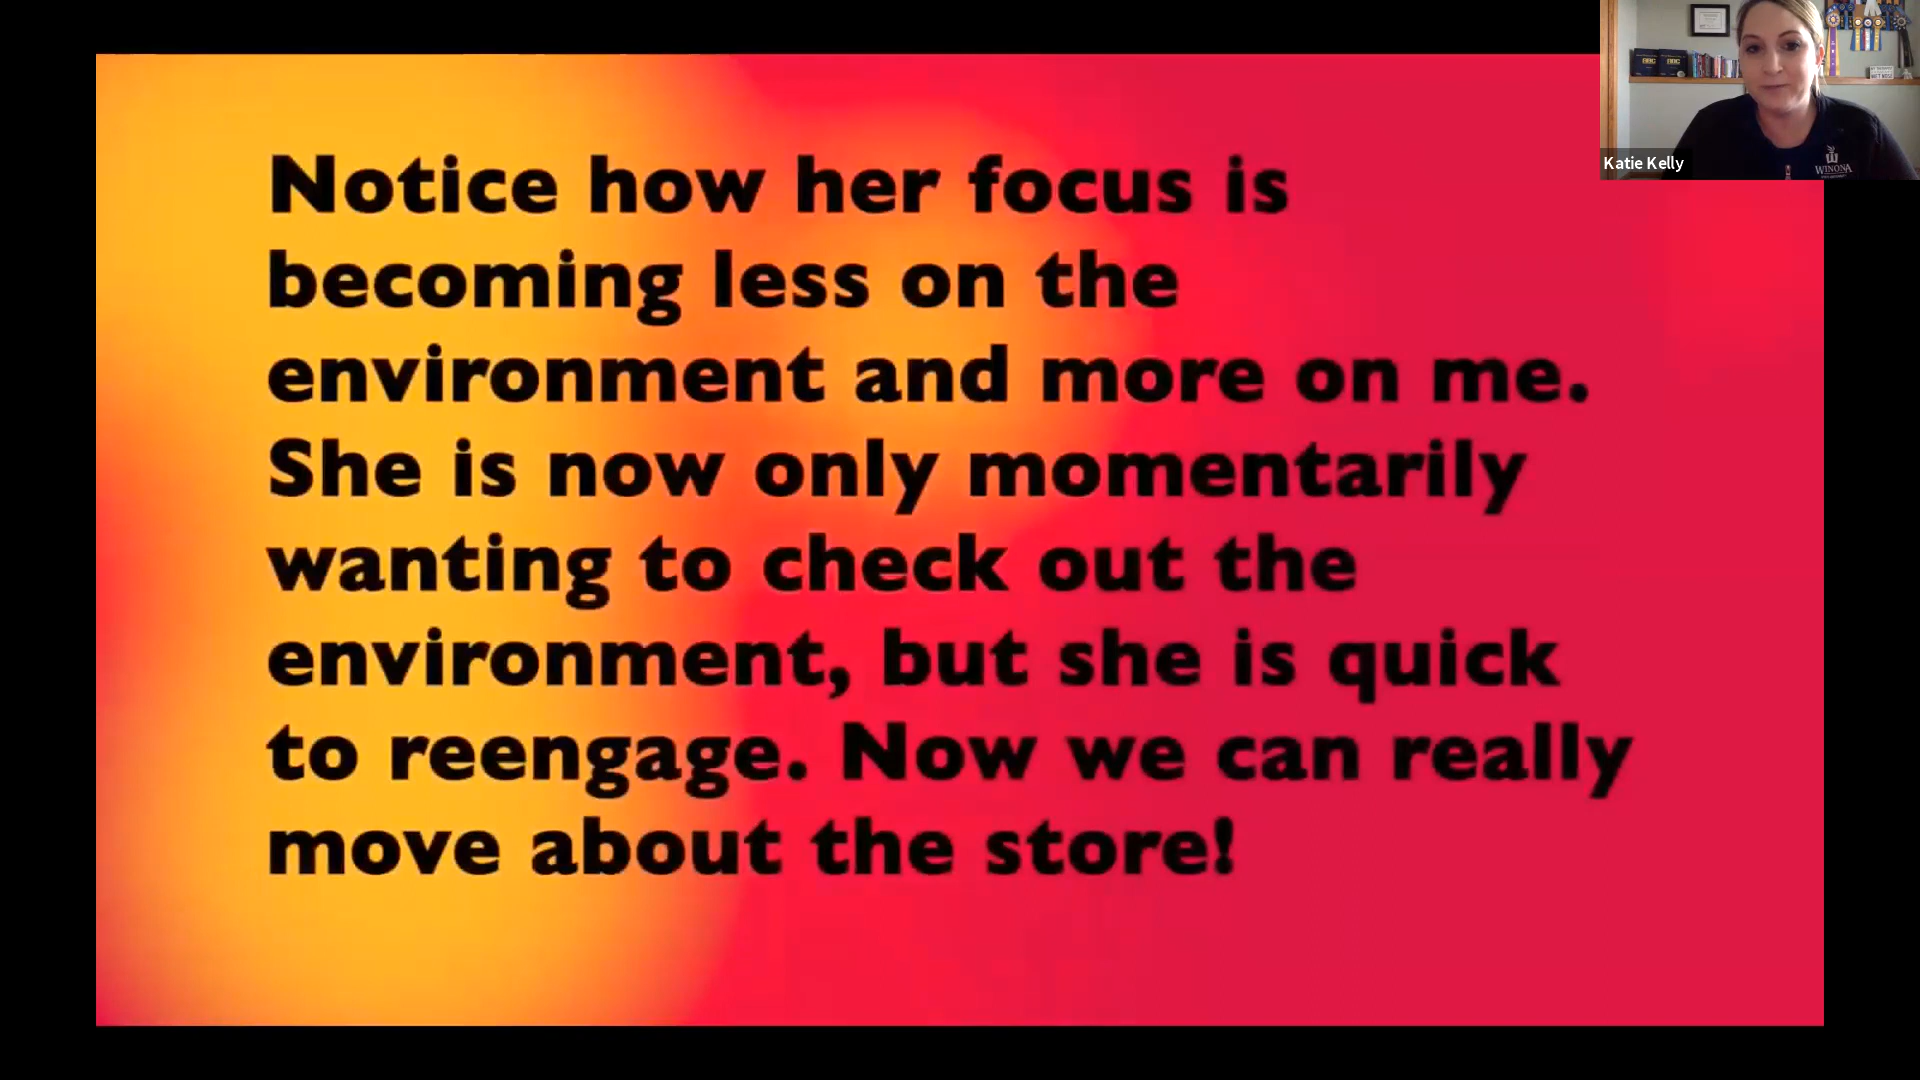 Notice how her focus is
becoming less on the
environment and more on me.
She is now only momentarily
wanting to check out the
environment, but she is quick
to reengage. Now we can really
move about the store!
Katie Kelly
WINONA